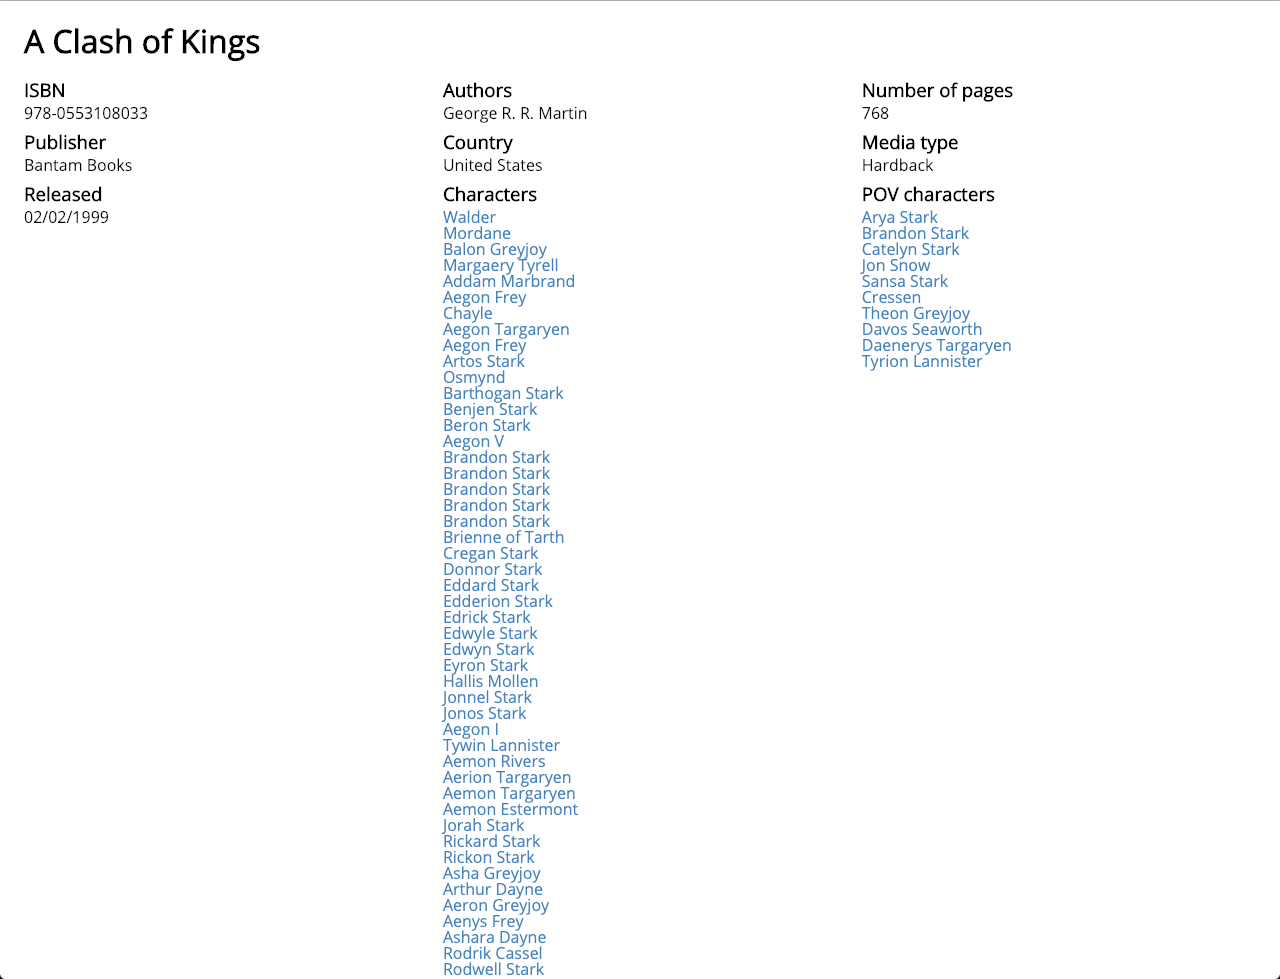 A Clash of Kings
ISBN
978-0553108033
Publisher
Bantam Books
Released
02/02/1999
Authors
George R. R. Martin
Country
United States
Characters
Walder
Mordane
Balon Greyjoy
Margaery Tyrell
Addam Marbrand
Aegon Frey
Chayle
Aegon Targaryen
Aegon Frey
Artos Stark
Osmynd
Barthogan Stark
Benjen Stark
Beron Stark
Aegon V
Brandon Stark
Brandon Stark
Brandon Stark
Brandon Stark
Brandon Stark
Brienne of Tarth
Cregan Stark
Donnor Stark
Eddard Stark
Edderion Stark
Edrick Stark
Edwyle Stark
Edwyn Stark
Eyron Stark
Hallis Mollen
Jonnel Stark
Jonos Stark
Aegon I
Tywin Lannister
Aemon Rivers
Aerion Targaryen
Aemon Targaryen
Aemon Estermont
Jorah Stark
Rickard Stark
Rickon Stark
Asha Greyjoy
Arthur Dayne
Aeron Greyjoy
Aenys Frey
Ashara Dayne
Rodrik Cassel
Rodwell Stark
Number of pages
768
Media type
Hardback
POV characters
Arya Stark
Brandon Stark
Catelyn Stark
Jon Snow
Sansa Stark
Cressen
Theon Greyjoy
Davos Seaworth
Daenerys Targaryen
Tyrion Lannister